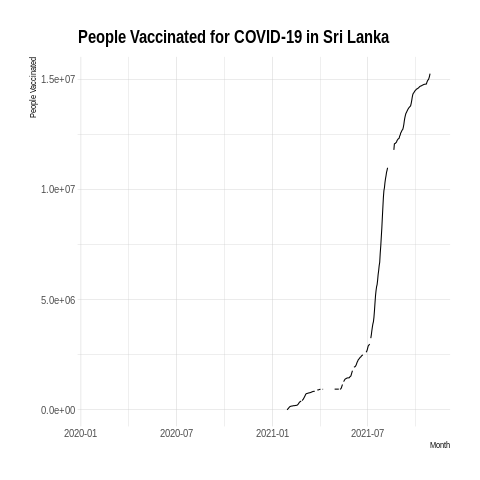 People Vaccinated for COVID-19 in Sri Lanka
People Vaccinated
1.5e+07
1.0e+07
5.0e+06
0.0e+00
2020-01 2020-07 2021-01 2021-07
Month